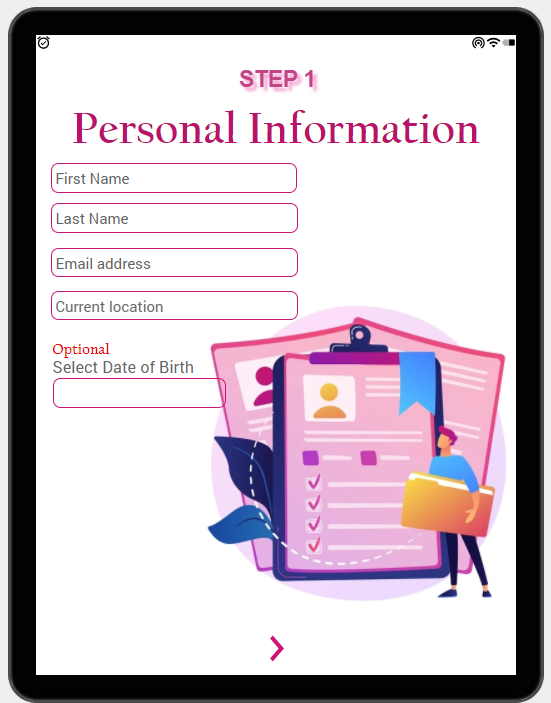 STEP 1
Personal Information
First Name
Last Name
Email address
Current location
Optional
Select Date of Birth